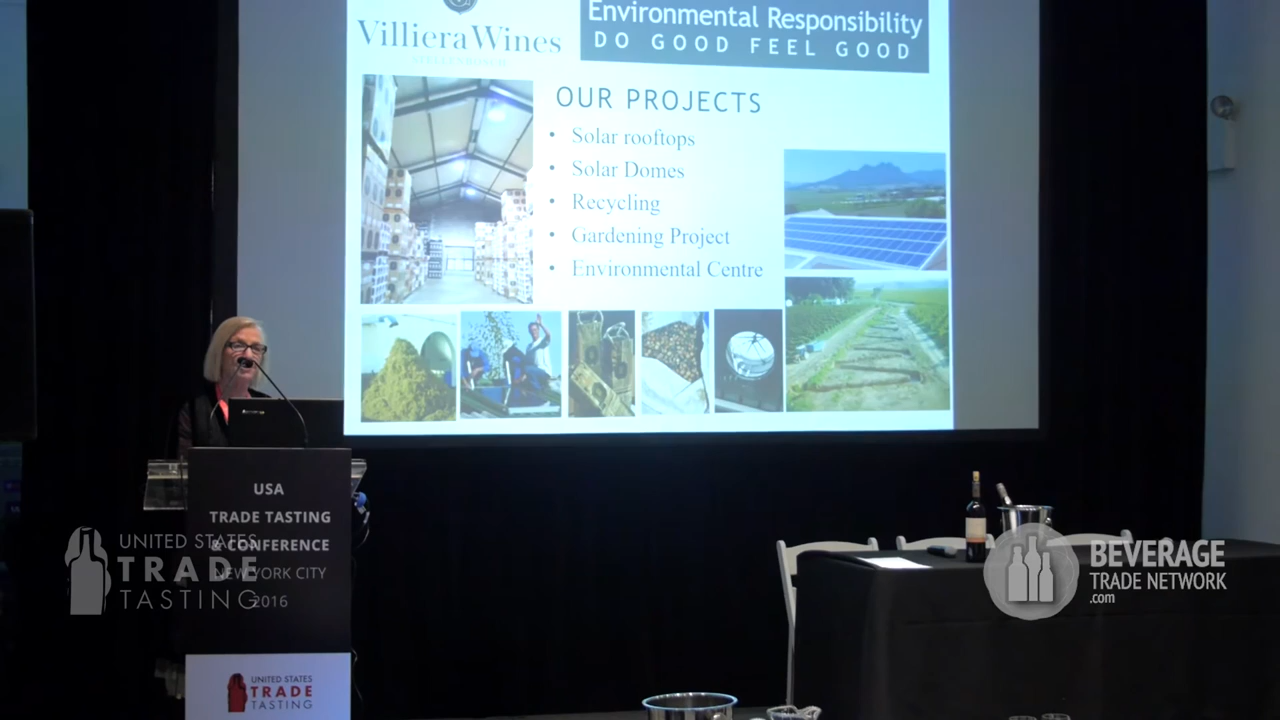 Environmental Responsibility
DO GOOD FEEL GOOD
Villiera Wines
STELLENBOSCH
OUR PROJECTS
• Solar rooftops
• Solar Domes
• Recycling
• Gardening Project
• Environmental Centre
USA
TRADE TASTING
& CONFERENCE
NEW YORK CITY
2016
UNITED STATES
TRADE
TASTING
UNITED STATES
TRADE
TASTING
BEVERAGE
TRADE NETWORK
.com